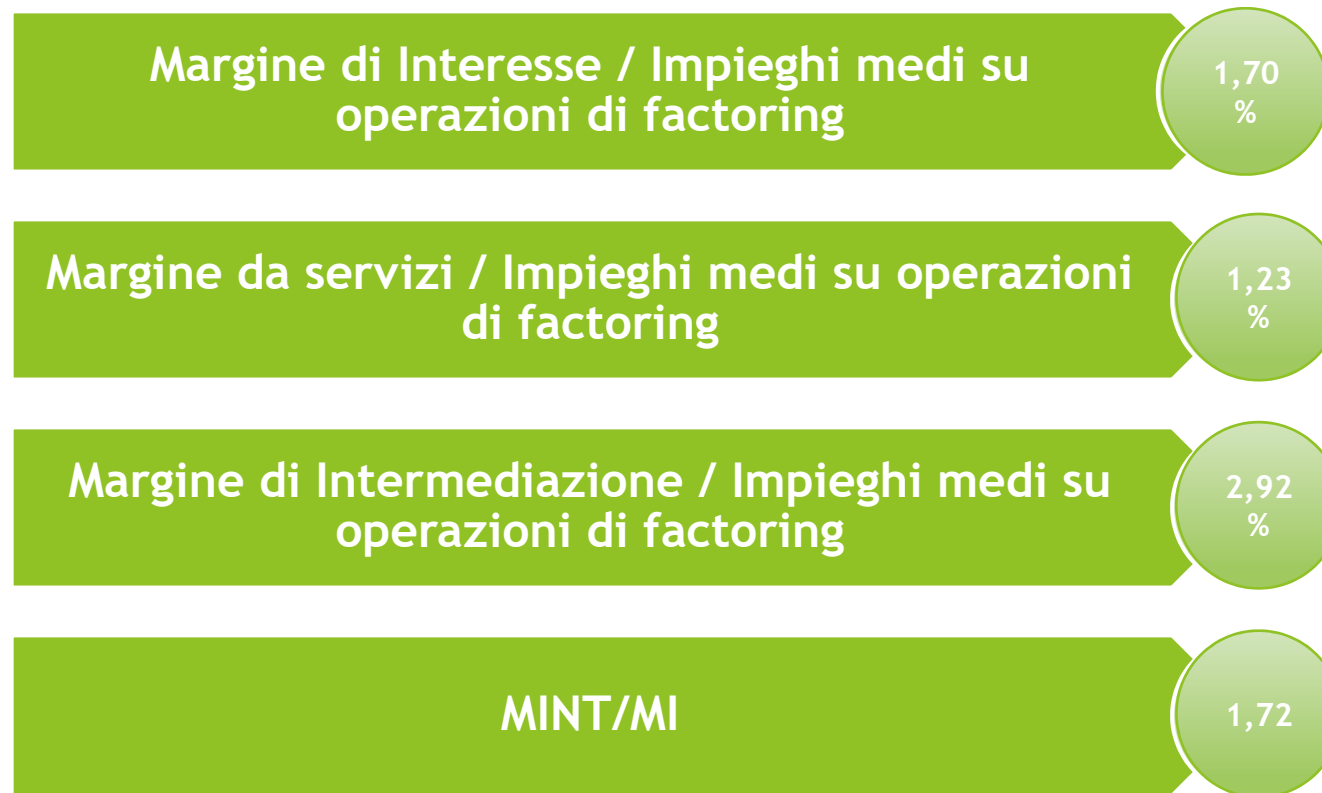 Margine di Interesse / Impieghi medi su
operazioni di factoring
1,70
%
Margine da servizi / Impieghi medi su operazioni
di factoring
1,23
%
Margine di Intermediazione / Impieghi medi su
operazioni di factoring
2,92
%
MINT/MI
1,72